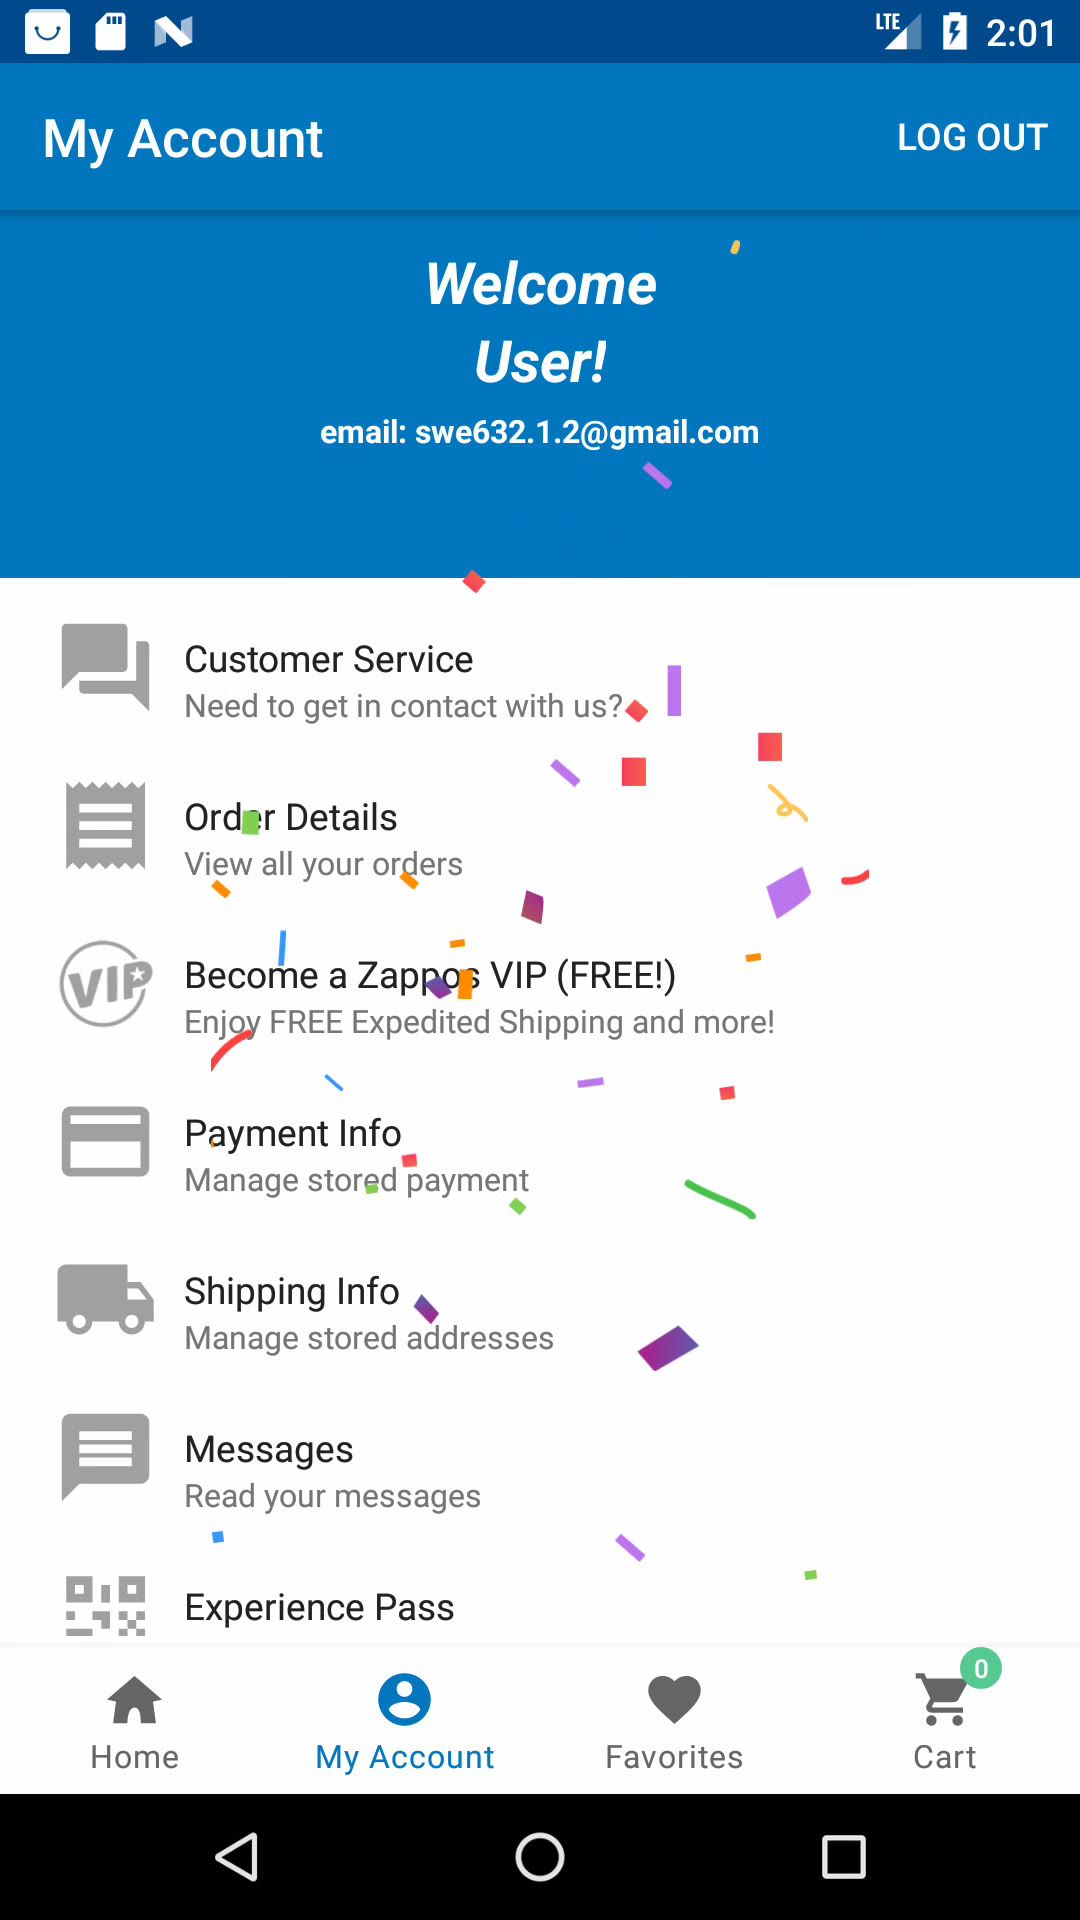 LTE 2:01
My Account LOG OUT
Welcome
User!
email: swe632.1.2@gmail.com
Customer Service
Need to get in contact with us?
Order Details
View all your orders
VIP
Become a Zappos VIP (FREE!)
Enjoy FREE Expedited Shipping and more!
Payment Info
Manage stored payment
Shipping Info
Manage stored addresses
Messages
Read your messages
Experience Pass
0
Home My Account Favorites Cart